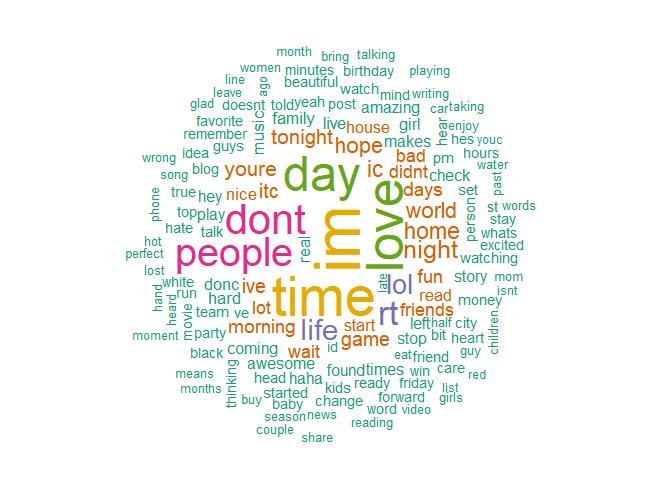 month bring talking
women minutes birthday playing
line ago beautiful watch mind writing
leave doesnt told yeah post amazing car taking
glad favorite music family live house girl hear enjoy
remember guys tonight hope makes hes youc
wrong idea blog youre day ic bad didnt pm hours water
song nice itc days check set past
true hey dont im love world person st words
phone top play home stay
hate talk people real night whats
hot excited
perfect watching
lost late
white donc ive time lol fun story mom
hand heard run hard lot rt read money isnt
movie team ve morning life start friends left half city children
moment party wait game stop bit heart
black coming id eat friend guy
means awesome found times win care red
months thinking head haha kids ready friday list
buy started baby change forward girls
season news word video
couple reading
share